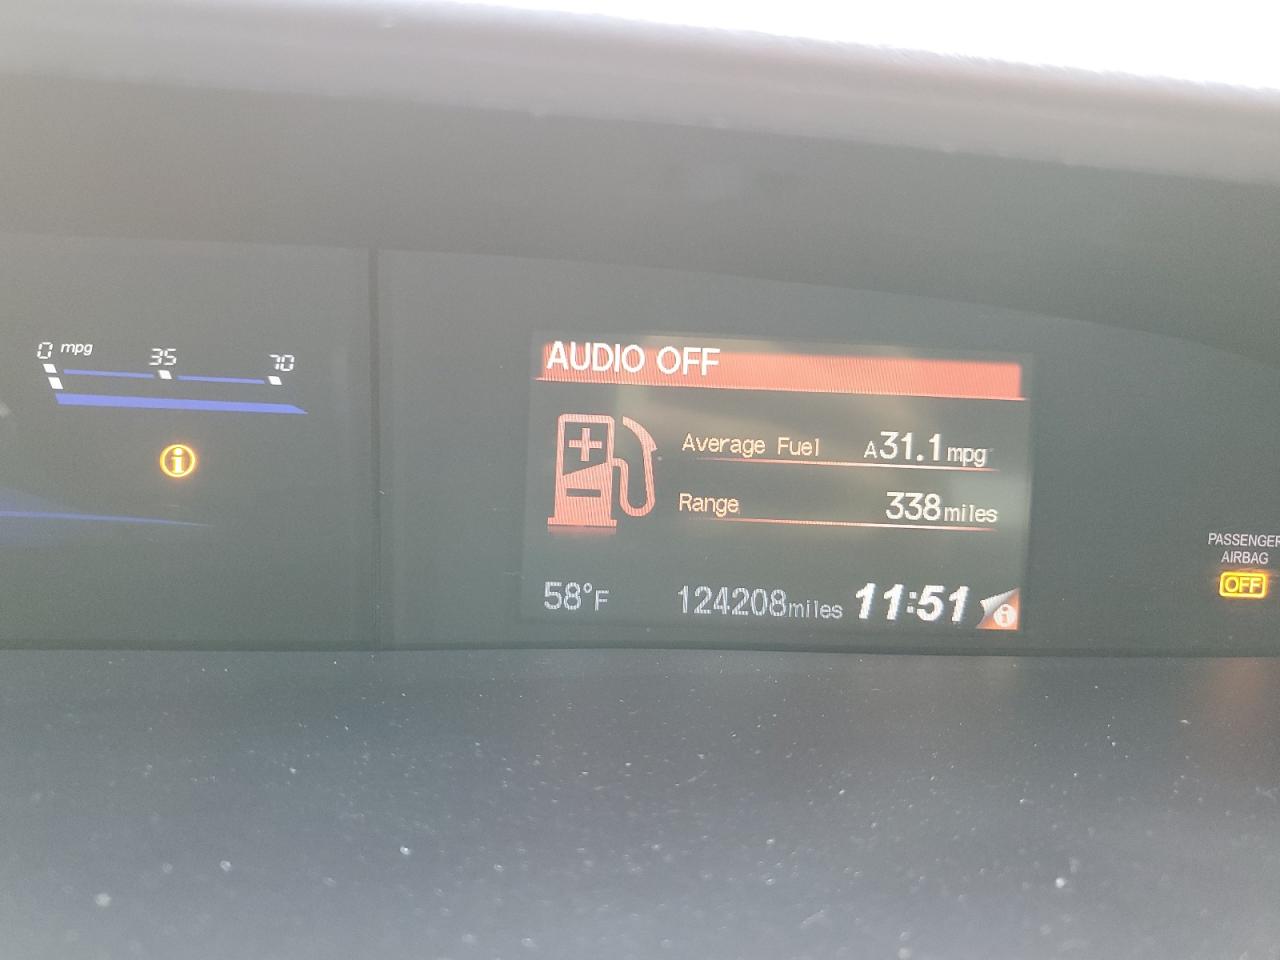 0 mpg 35 70
AUDIO OFF
Average Fuel A31.1mpg
Range 338miles
58°F 124208miles 11:51
PASSENGER
AIRBAG
OFF